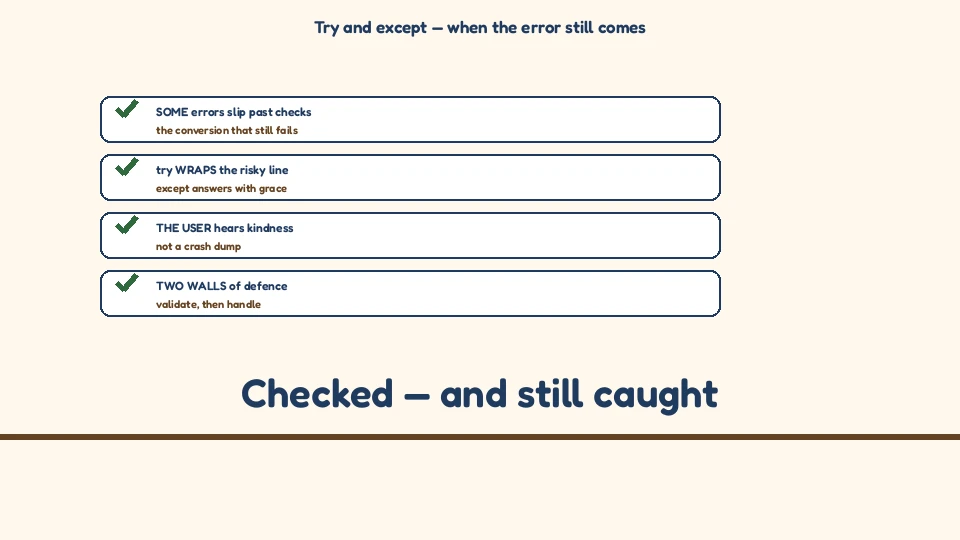 Try and except — when the error still comes
SOME errors slip past checks
the conversion that still fails
try WRAPS the risky line
except answers with grace
THE USER hears kindness
not a crash dump
TWO WALLS of defence
validate, then handle
Checked — and still caught